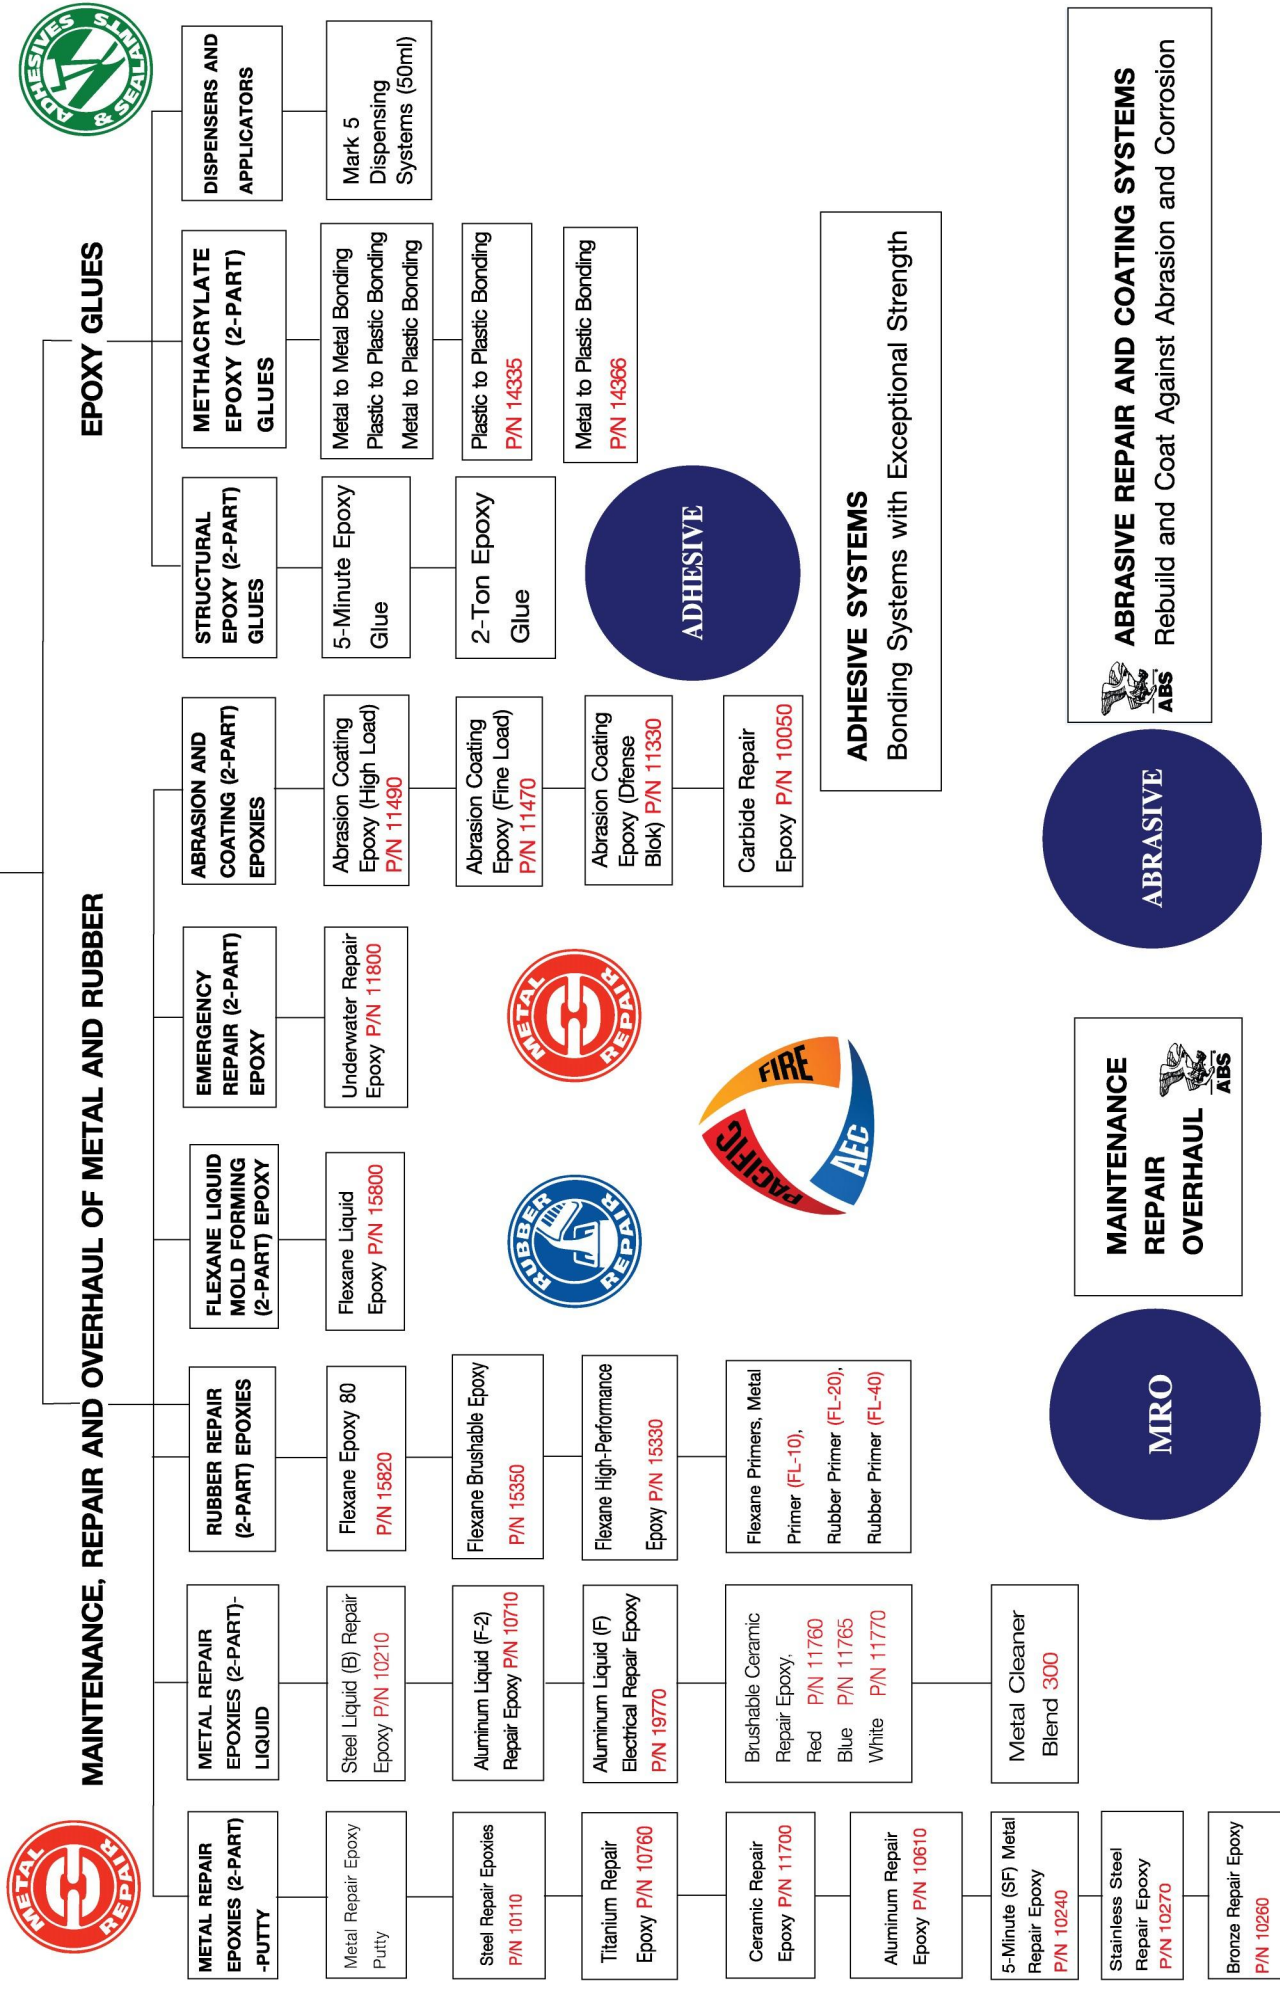 METAL
REPAIR
MAINTENANCE, REPAIR AND OVERHAUL OF METAL AND RUBBER
EPOXY GLUES
ADHESIVES
& SEALANTS
METAL REPAIR
EPOXIES (2-PART)
-PUTTY
Metal Repair Epoxy
Putty
Steel Repair Epoxies
P/N 10110
Titanium Repair
Epoxy P/N 10760
Ceramic Repair
Epoxy P/N 11700
Aluminum Repair
Epoxy P/N 10610
5-Minute (SF) Metal
Repair Epoxy
P/N 10240
Stainless Steel
Repair Epoxy
P/N 10270
Bronze Repair Epoxy
P/N 10260
METAL REPAIR
EPOXIES (2-PART)-
LIQUID
Steel Liquid (B) Repair
Epoxy P/N 10210
Aluminum Liquid (F-2)
Repair Epoxy P/N 10710
Aluminum Liquid (F)
Electrical Repair Epoxy
P/N 19770
Brushable Ceramic
Repair Epoxy,
Red P/N 11760
Blue P/N 11765
White P/N 11770
Metal Cleaner
Blend 300
RUBBER REPAIR
(2-PART) EPOXIES
Flexane Epoxy 80
P/N 15820
Flexane Brushable Epoxy
P/N 15350
Flexane High-Performance
Epoxy P/N 15330
Flexane Primers, Metal
Primer (FL-10),
Rubber Primer (FL-20),
Rubber Primer (FL-40)
FLEXANE LIQUID
MOLD FORMING
(2-PART) EPOXY
Flexane Liquid
Epoxy P/N 15800
EMERGENCY
REPAIR (2-PART)
EPOXY
Underwater Repair
Epoxy P/N 11800
ABRASION AND
COATING (2-PART)
EPOXIES
Abrasion Coating
Epoxy (High Load)
P/N 11490
Abrasion Coating
Epoxy (Fine Load)
P/N 11470
Abrasion Coating
Epoxy (Dfense
Blok) P/N 11330
Carbide Repair
Epoxy P/N 10050
STRUCTURAL
EPOXY (2-PART)
GLUES
5-Minute Epoxy
Glue
2-Ton Epoxy
Glue
METHACRYLATE
EPOXY (2-PART)
GLUES
Metal to Metal Bonding
Plastic to Plastic Bonding
Metal to Plastic Bonding
Plastic to Plastic Bonding
P/N 14335
Metal to Plastic Bonding
P/N 14366
DISPENSERS AND
APPLICATORS
Mark 5
Dispensing
Systems (50ml)
RUBBER
REPAIR
METAL
REPAIR
PACIFIC
FIRE
AEC
ADHESIVE
ADHESIVE SYSTEMS
Bonding Systems with Exceptional Strength
MRO
MAINTENANCE
REPAIR
OVERHAUL
ABS
ABRASIVE
ABS
ABRASIVE REPAIR AND COATING SYSTEMS
Rebuild and Coat Against Abrasion and Corrosion